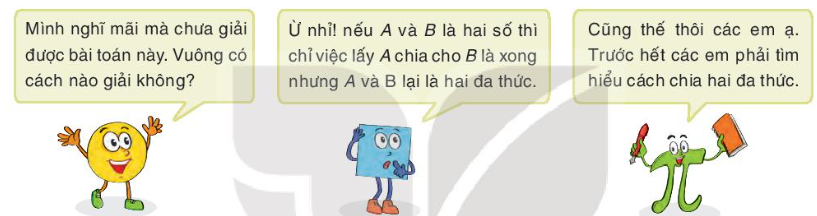 Mình nghĩ mãi mà chưa giải
được bài toán này. Vuông có
cách nào giải không?
Ừ nhỉ! nếu A và B là hai số thì
chỉ việc lấy A chia cho B là xong
nhưng A và B lại là hai đa thức.
Cũng thế thôi các em ạ.
Trước hết các em phải tìm
hiểu cách chia hai đa thức.